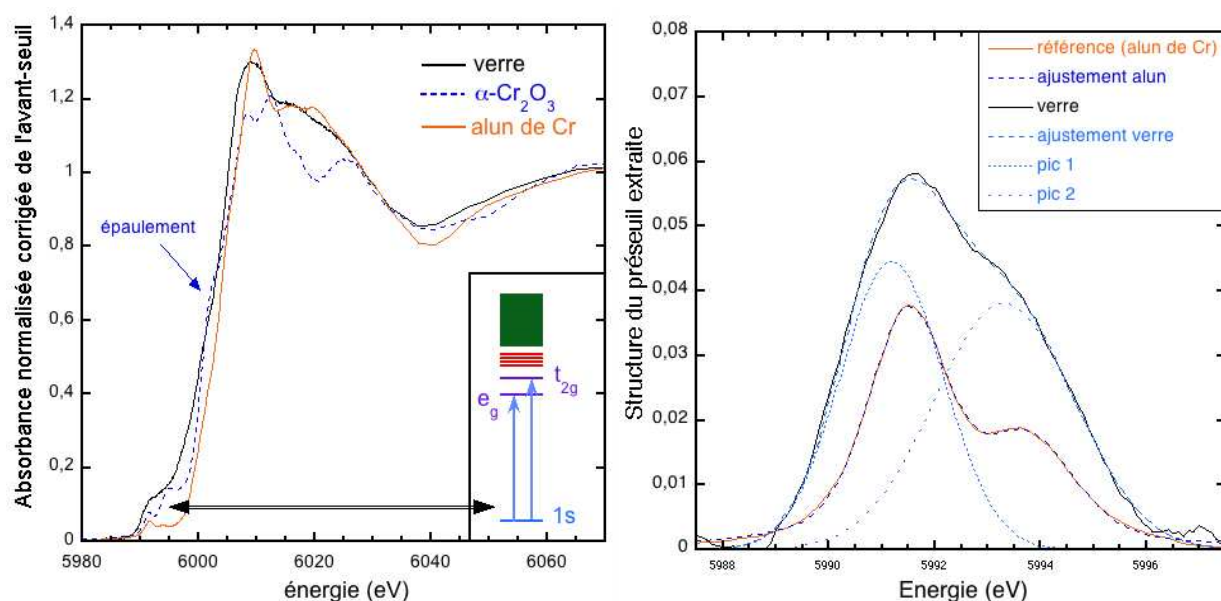 Absorbance normalisée corrigée de l'avant-seuil
1,4
1,2
1
0,8
0,6
0,4
0,2
0
5980
6000
6020
6040
6060
énergie (eV)
verre
α-Cr₂O₃
alun de Cr
épaulement
e_g
t_2g
1s
Structure du préseuil extraite
0,08
0,07
0,06
0,05
0,04
0,03
0,02
0,01
0
5988
5990
5992
5994
5996
Energie (eV)
référence (alun de Cr)
ajustement alun
verre
ajustement verre
pic 1
pic 2